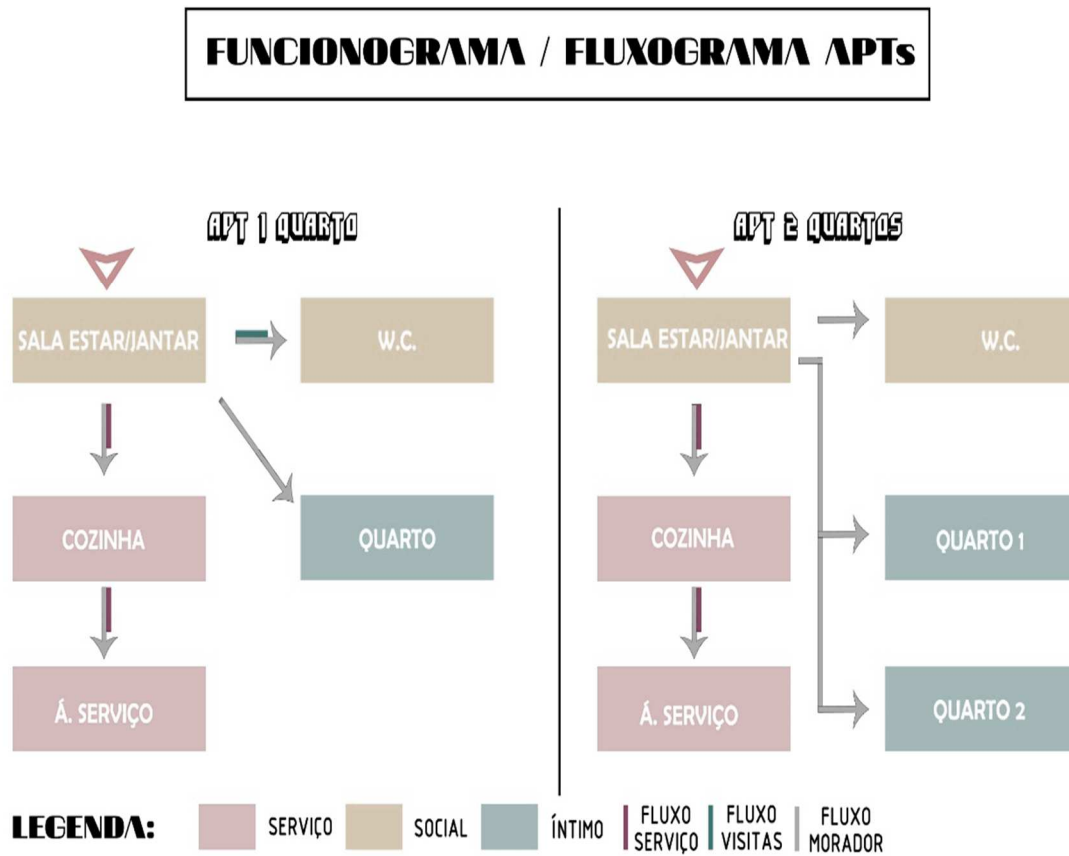 FUNCIONOGRAMA / FLUXOGRAMA APTs
APT 1 QUARTO
SALA ESTAR/JANTAR
W.C.
COZINHA
QUARTO
Á. SERVIÇO
APT 2 QUARTOS
SALA ESTAR/JANTAR
W.C.
COZINHA
QUARTO 1
Á. SERVIÇO
QUARTO 2
LEGENDA:
SERVIÇO
SOCIAL
ÍNTIMO
FLUXO
SERVIÇO
FLUXO
VISITAS
FLUXO
MORADOR